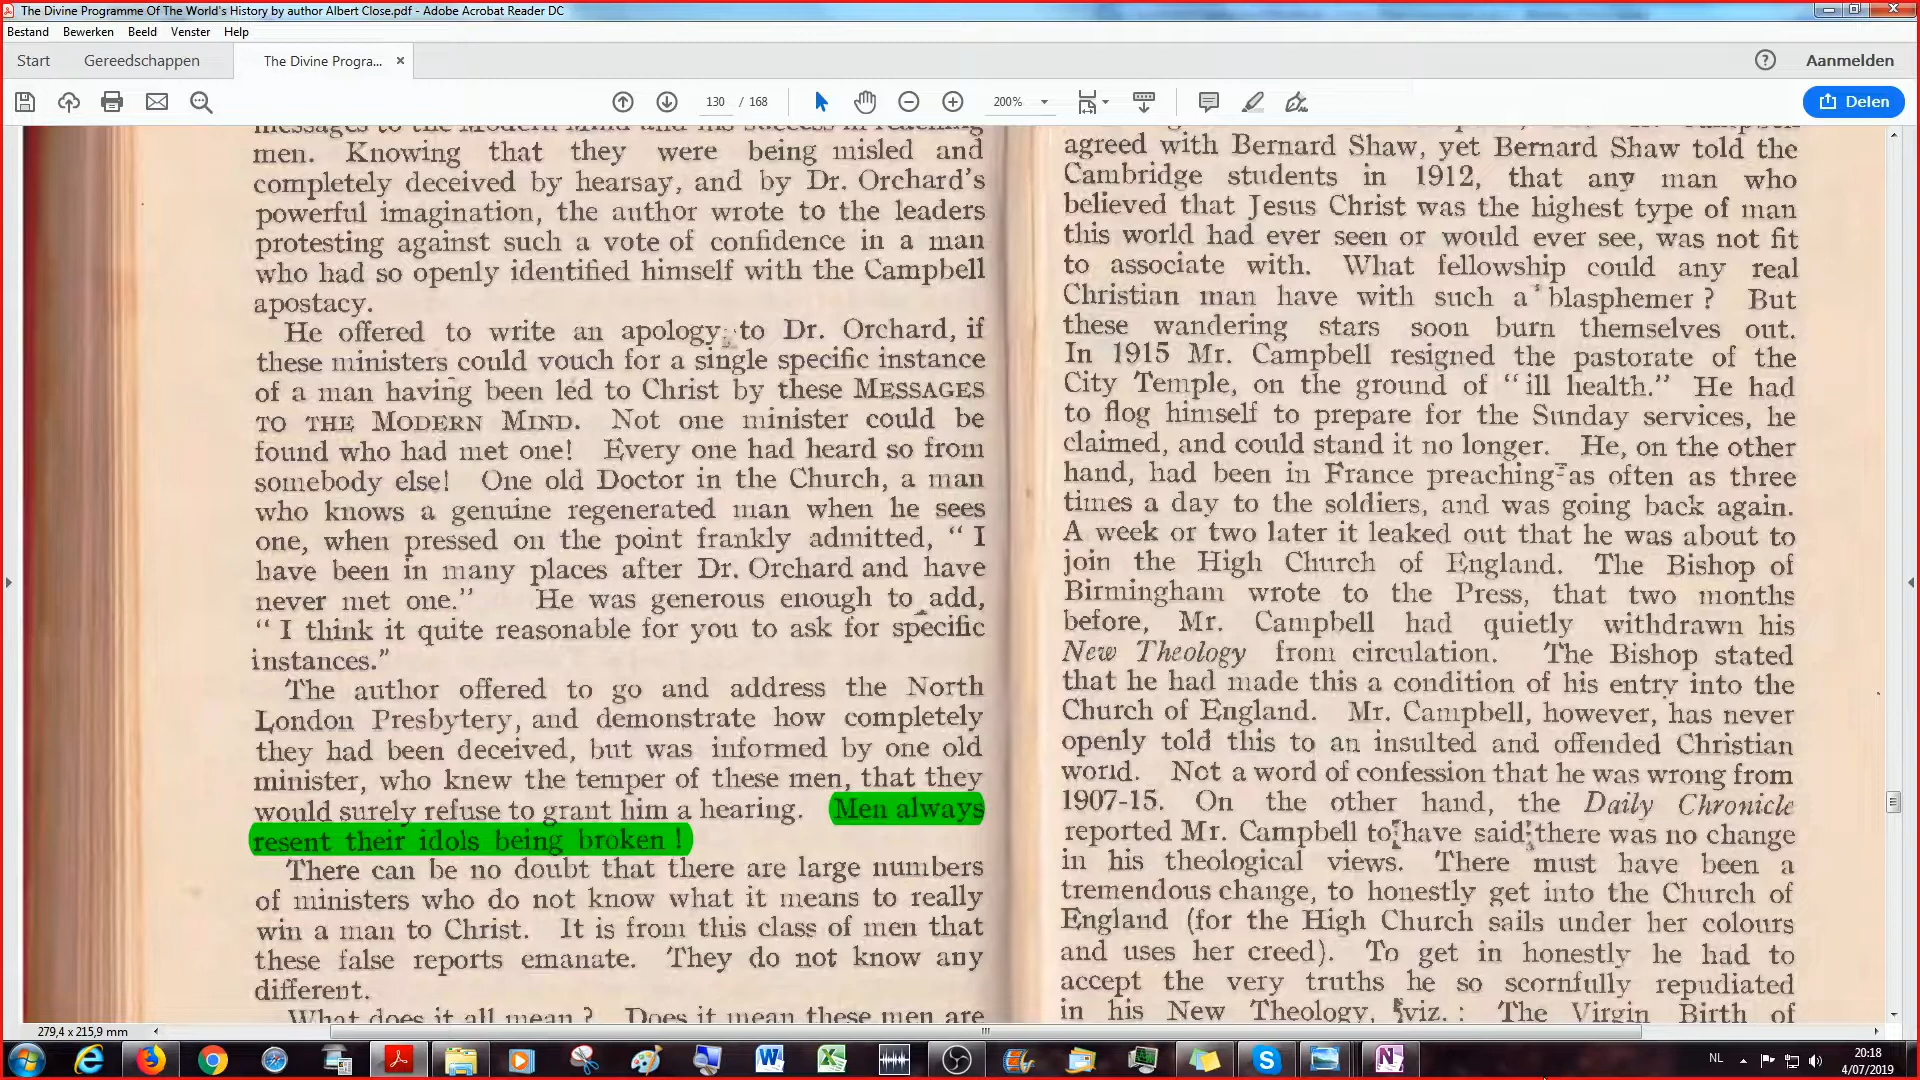 The Divine Programme Of The World's History by author Albert Close.pdf - Adobe Acrobat Reader DC
Bestand Bewerken Beeld Venster Help
Start Gereedschappen The Divine Progra... Aanmelden
130 / 168 200% Delen
messages to the Modern Mind and his success in reaching
men. Knowing that they were being misled and
completely deceived by hearsay, and by Dr. Orchard's
powerful imagination, the author wrote to the leaders
protesting against such a vote of confidence in a man
who had so openly identified himself with the Campbell
apostacy.
He offered to write an apology to Dr. Orchard, if
these ministers could vouch for a single specific instance
of a man having been led to Christ by these MESSAGES
TO THE MODERN MIND. Not one minister could be
found who had met one! Every one had heard so from
somebody else! One old Doctor in the Church, a man
who knows a genuine regenerated man when he sees
one, when pressed on the point frankly admitted, “ I
have been in many places after Dr. Orchard and have
never met one.” He was generous enough to add,
“ I think it quite reasonable for you to ask for specific
instances.”
The author offered to go and address the North
London Presbytery, and demonstrate how completely
they had been deceived, but was informed by one old
minister, who knew the temper of these men, that they
would surely refuse to grant him a hearing. Men always
resent their idols being broken !
There can be no doubt that there are large numbers
of ministers who do not know what it means to really
win a man to Christ. It is from this class of men that
these false reports emanate. They do not know any
different.
What does it all mean ? Does it mean these men are
agreed with Bernard Shaw, yet Bernard Shaw told the
Cambridge students in 1912, that any man who
believed that Jesus Christ was the highest type of man
this world had ever seen or would ever see, was not fit
to associate with. What fellowship could any real
Christian man have with such a blasphemer ? But
these wandering stars soon burn themselves out.
In 1915 Mr. Campbell resigned the pastorate of the
City Temple, on the ground of “ ill health.” He had
to flog himself to prepare for the Sunday services, he
claimed, and could stand it no longer. He, on the other
hand, had been in France preaching as often as three
times a day to the soldiers, and was going back again.
A week or two later it leaked out that he was about to
join the High Church of England. The Bishop of
Birmingham wrote to the Press, that two months
before, Mr. Campbell had quietly withdrawn his
New Theology from circulation. The Bishop stated
that he had made this a condition of his entry into the
Church of England. Mr. Campbell, however, has never
openly told this to an insulted and offended Christian
world. Not a word of confession that he was wrong from
1907-15. On the other hand, the Daily Chronicle
reported Mr. Campbell to have said there was no change
in his theological views. There must have been a
tremendous change, to honestly get into the Church of
England (for the High Church sails under her colours
and uses her creed). To get in honestly he had to
accept the very truths he so scornfully repudiated
in his New Theology, viz. : The Virgin Birth of
279,4 x 215,9 mm
NL
20:18
4/07/2019